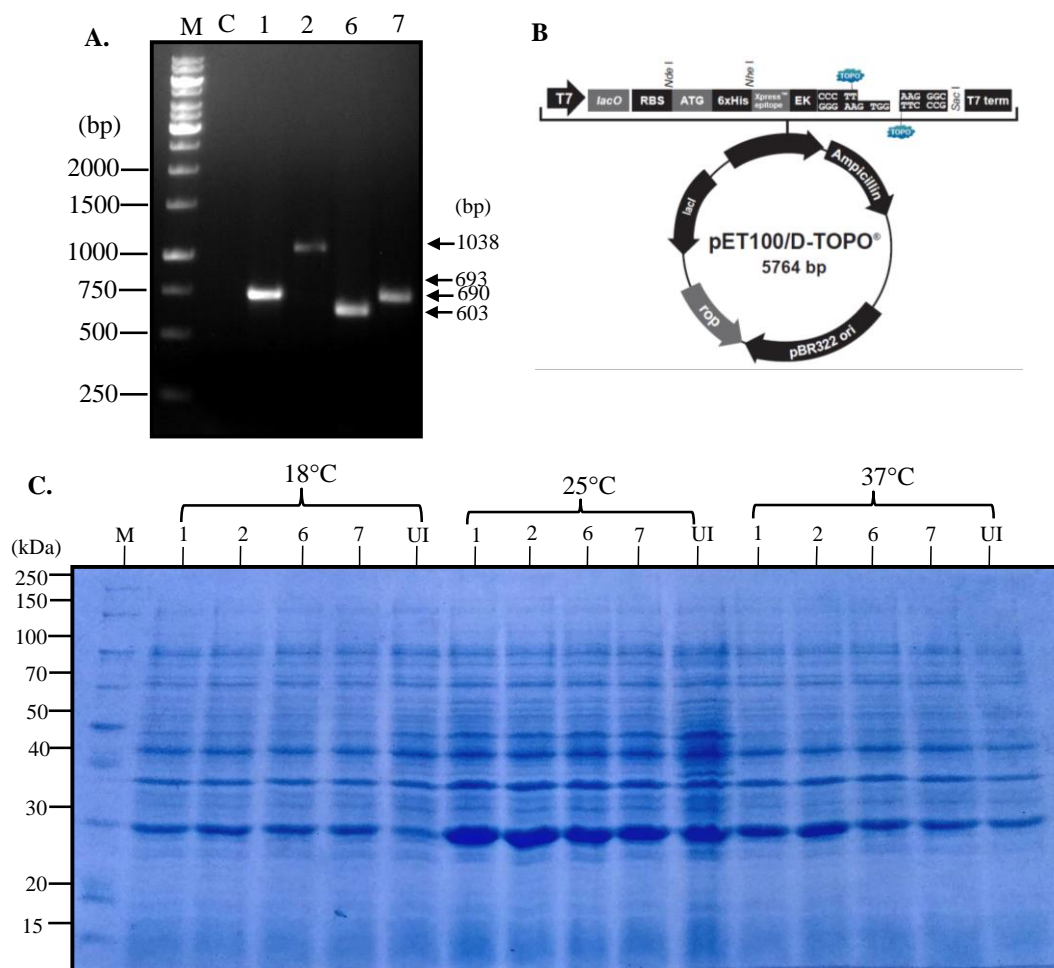 A.
M C 1 2 6 7
(bp)
2000
1500
1000
750
500
250
(bp)
1038
693
690
603
B
Nde I
Nhe I
TOPO
T7
lacO
RBS
ATG
6xHis
Xpress™
epitope
EK
CCC TT
GGG AAG TGG
AAG GGC
TTC CCG
Sac I
T7 term
TOPO
Ampicillin
lacI
pET100/D-TOPO®
5764 bp
rop
pBR322 ori
C.
18°C
25°C
37°C
(kDa)
M 1 2 6 7 UI 1 2 6 7 UI 1 2 6 7 UI
250
150
100
70
50
40
30
20
15